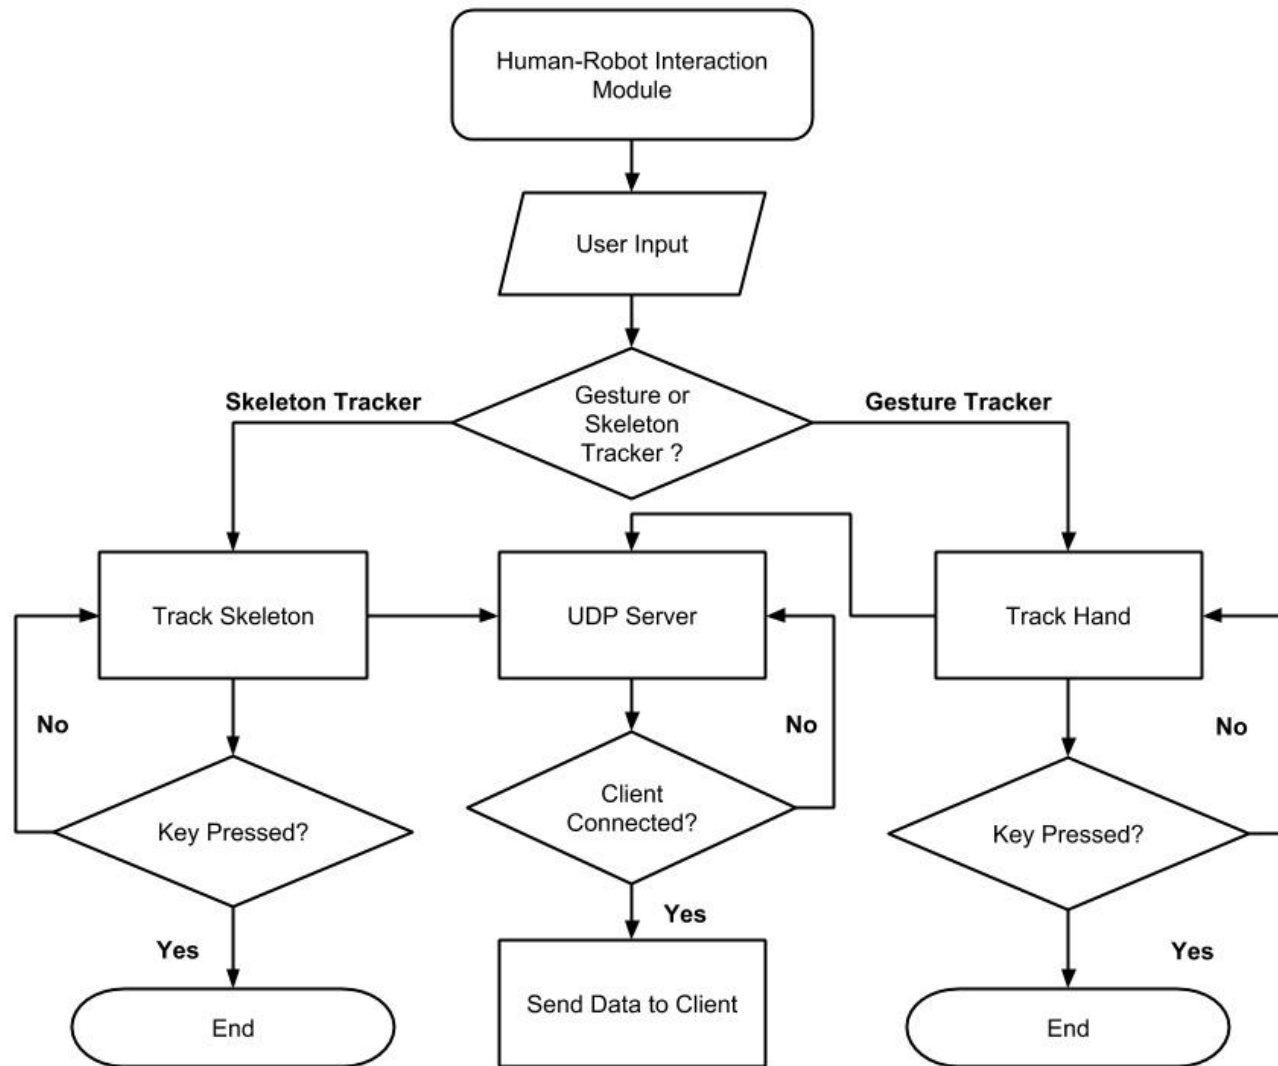 Human-Robot Interaction
Module
User Input
Gesture or
Skeleton
Tracker ?
Skeleton Tracker
Gesture Tracker
Track Skeleton
UDP Server
Track Hand
No
No
No
Key Pressed?
Client
Connected?
Key Pressed?
Yes
Yes
Yes
End
Send Data to Client
End